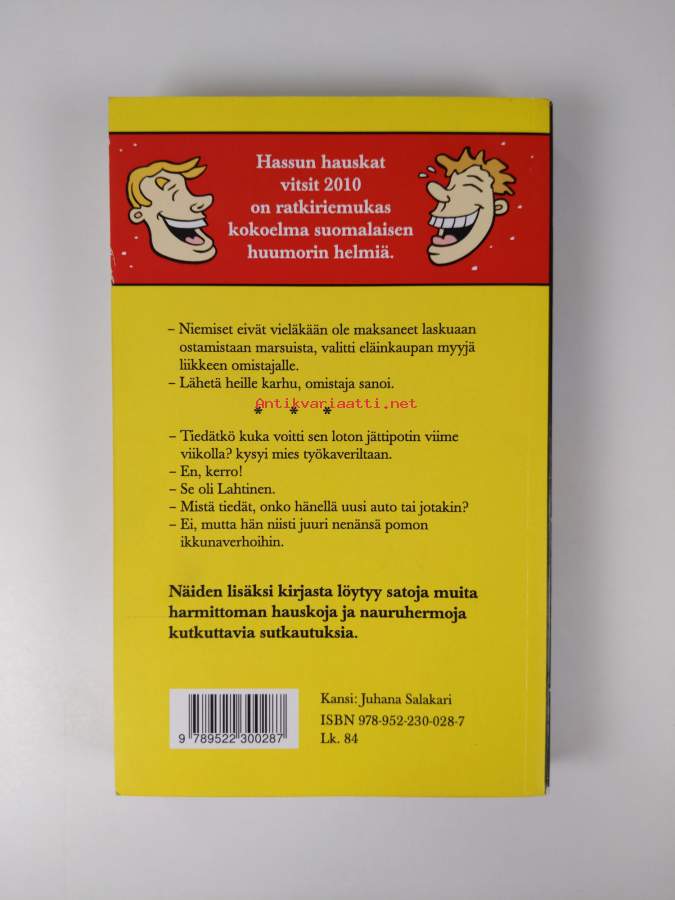 Hassun hauskat
vitsit 2010
on ratkiriemukas
kokoelma suomalaisen
huumorin helmiä.
– Niemiset eivät vieläkään ole maksaneet laskuaan
ostamistaan marsuista, valitti eläinkaupan myyjä
liikkeen omistajalle.
– Lähetä heille karhu, omistaja sanoi.
Antikvariaatti.net
* * *
– Tiedätkö kuka voitti sen loton jättipotin viime
viikolla? kysyi mies työkaveriltaan.
– En, kerro!
– Se oli Lahtinen.
– Mistä tiedät, onko hänellä uusi auto tai jotakin?
– Ei, mutta hän niisti juuri nenänsä pomon
ikkunaverhoihin.
Näiden lisäksi kirjasta löytyy satoja muita
harmittoman hauskoja ja nauruhermoja
kutkuttavia sutkautuksia.
Kansi: Juhana Salakari
ISBN 978-952-230-028-7
Lk. 84
9 789522 300287